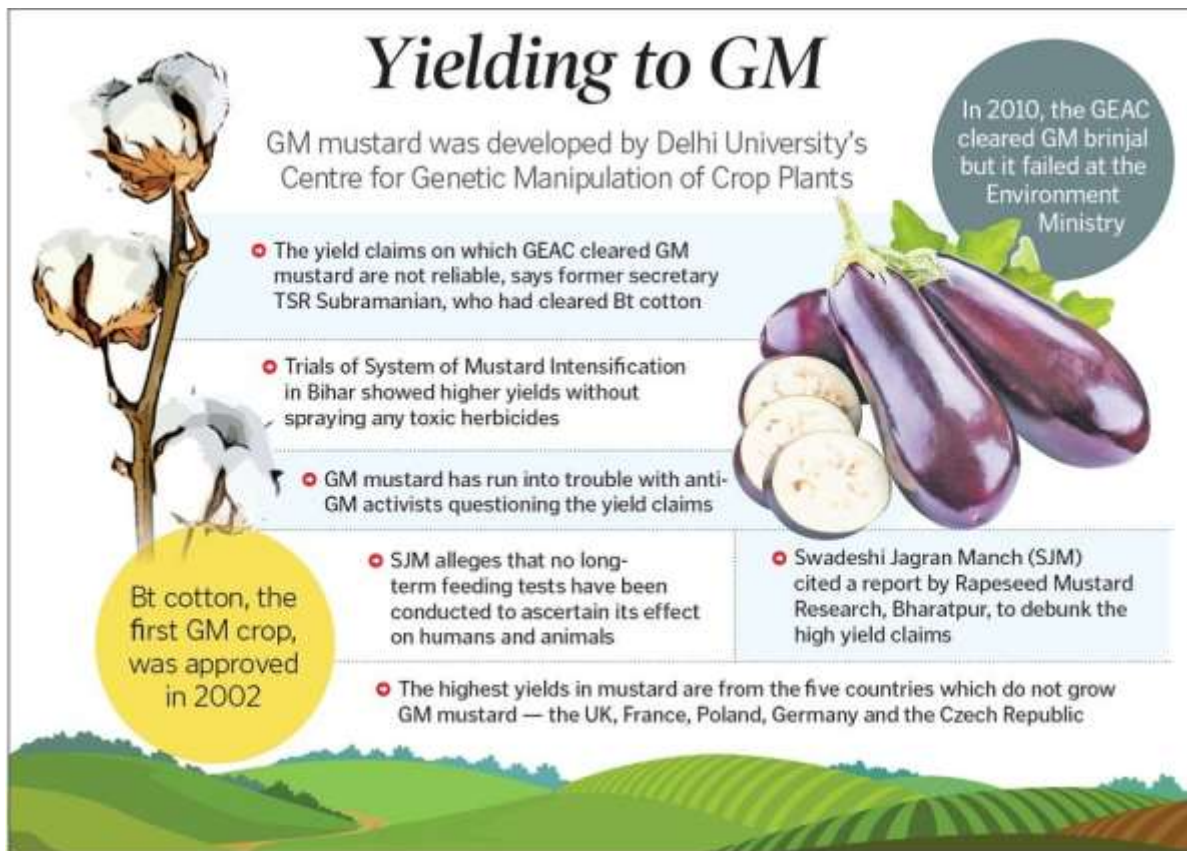 Yielding to GM
GM mustard was developed by Delhi University's
Centre for Genetic Manipulation of Crop Plants
In 2010, the GEAC
cleared GM brinjal
but it failed at the
Environment
Ministry
The yield claims on which GEAC cleared GM
mustard are not reliable, says former secretary
TSR Subramanian, who had cleared Bt cotton
Trials of System of Mustard Intensification
in Bihar showed higher yields without
spraying any toxic herbicides
GM mustard has run into trouble with anti-
GM activists questioning the yield claims
SJM alleges that no long-
term feeding tests have been
conducted to ascertain its effect
on humans and animals
Swadeshi Jagran Manch (SJM)
cited a report by Rapeseed Mustard
Research, Bharatpur, to debunk the
high yield claims
Bt cotton, the
first GM crop,
was approved
in 2002
The highest yields in mustard are from the five countries which do not grow
GM mustard — the UK, France, Poland, Germany and the Czech Republic